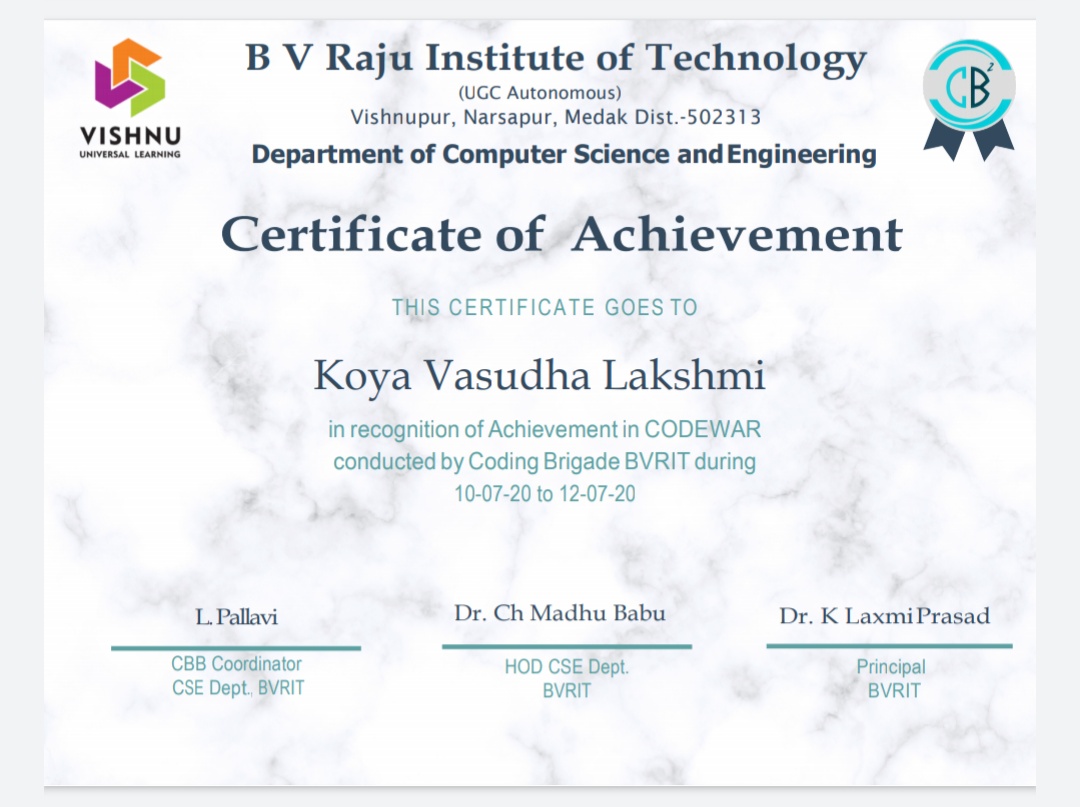 VISHNU
UNIVERSAL LEARNING
B V Raju Institute of Technology
(UGC Autonomous)
Vishnupur, Narsapur, Medak Dist.-502313
Department of Computer Science and Engineering
CB2
Certificate of Achievement
THIS CERTIFICATE GOES TO
Koya Vasudha Lakshmi
in recognition of Achievement in CODEWAR
conducted by Coding Brigade BVRIT during
10-07-20 to 12-07-20
L. Pallavi
CBB Coordinator
CSE Dept., BVRIT
Dr. Ch Madhu Babu
HOD CSE Dept.
BVRIT
Dr. K Laxmi Prasad
Principal
BVRIT